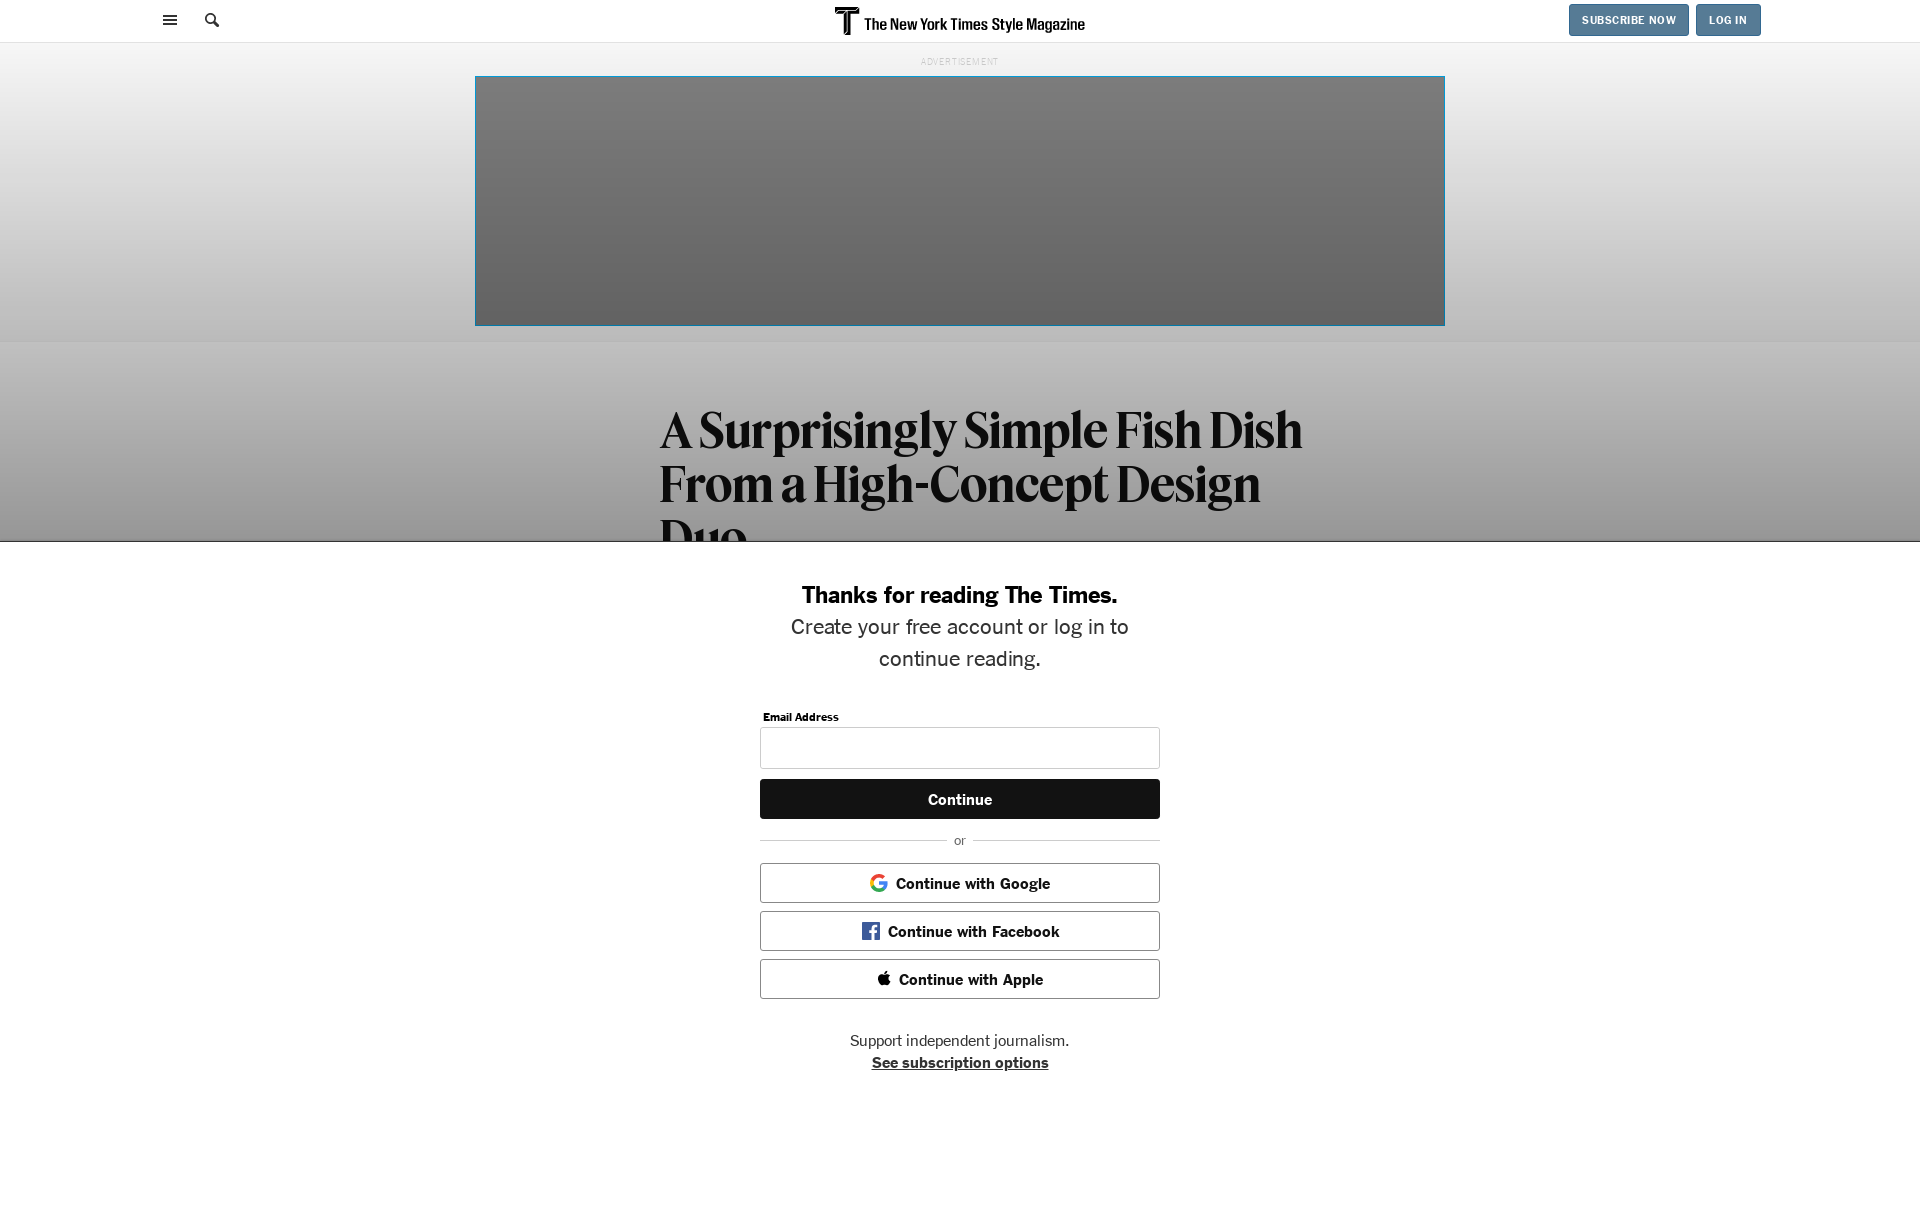 The New York Times Style Magazine
SUBSCRIBE NOW
LOG IN
ADVERTISEMENT
A Surprisingly Simple Fish Dish
From a High-Concept Design
Duo
Thanks for reading The Times.
Create your free account or log in to
continue reading.
Email Address
Continue
or
Continue with Google
Continue with Facebook
Continue with Apple
Support independent journalism.
See subscription options